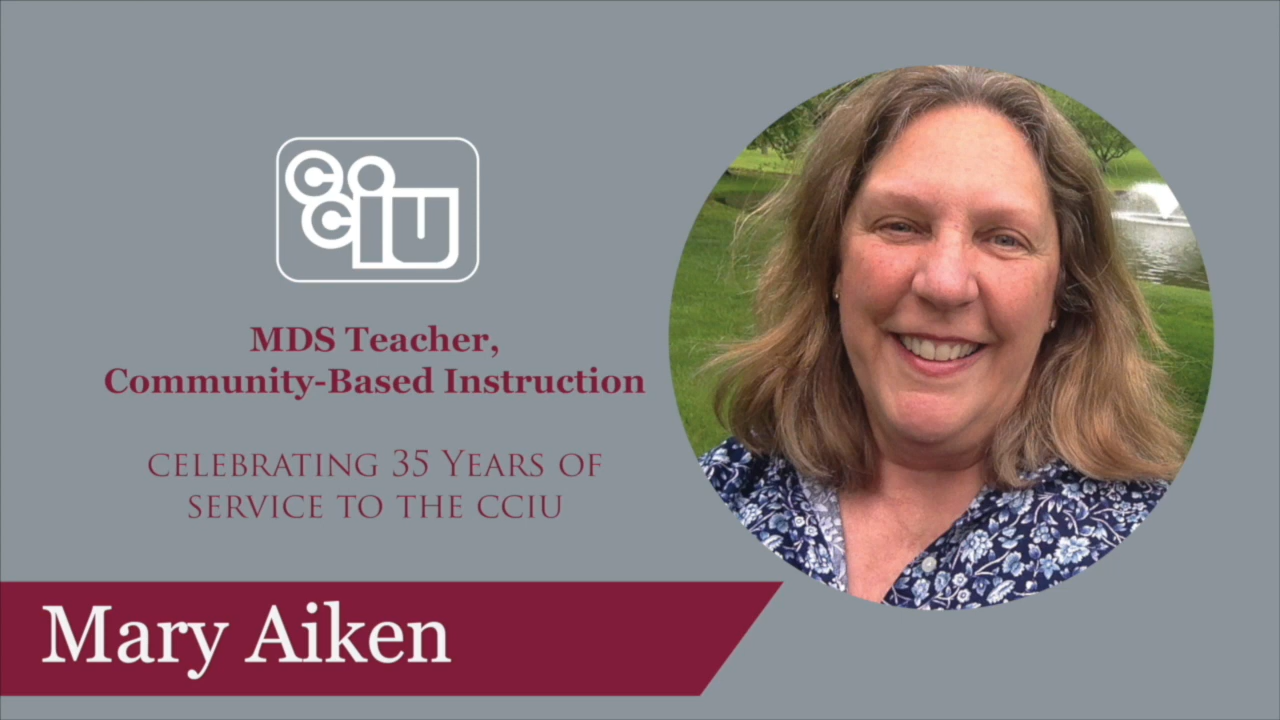 CCIU
MDS Teacher,
Community-Based Instruction
CELEBRATING 35 YEARS OF
SERVICE TO THE CCIU
Mary Aiken